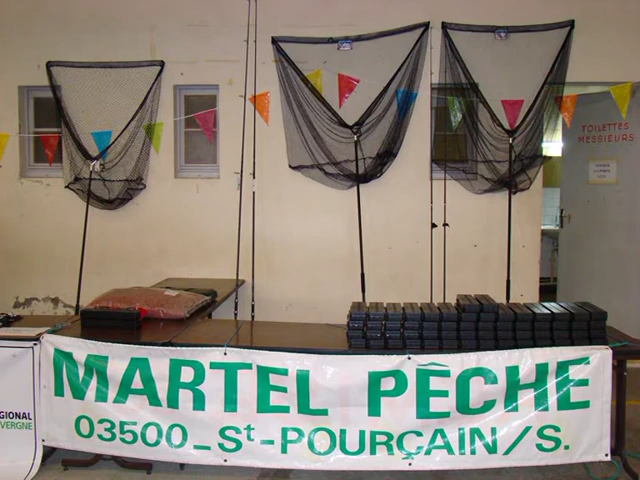 TOILETTES
MESSIEURS
MARTEL PÊCHE
03500_St-POURÇAIN/S.
GIONAL
VERGNE